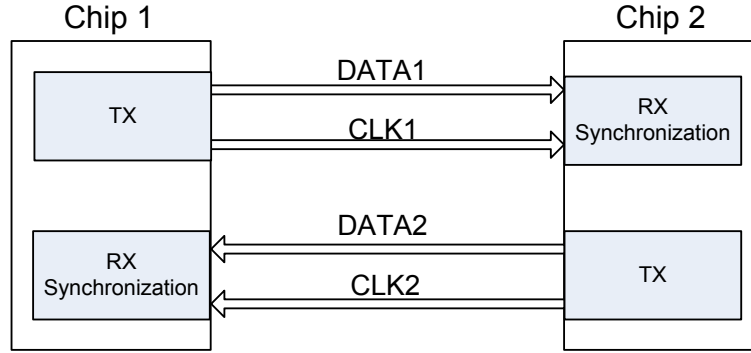 Chip 1
Chip 2
TX
DATA1
CLK1
RX
Synchronization
RX
Synchronization
DATA2
CLK2
TX